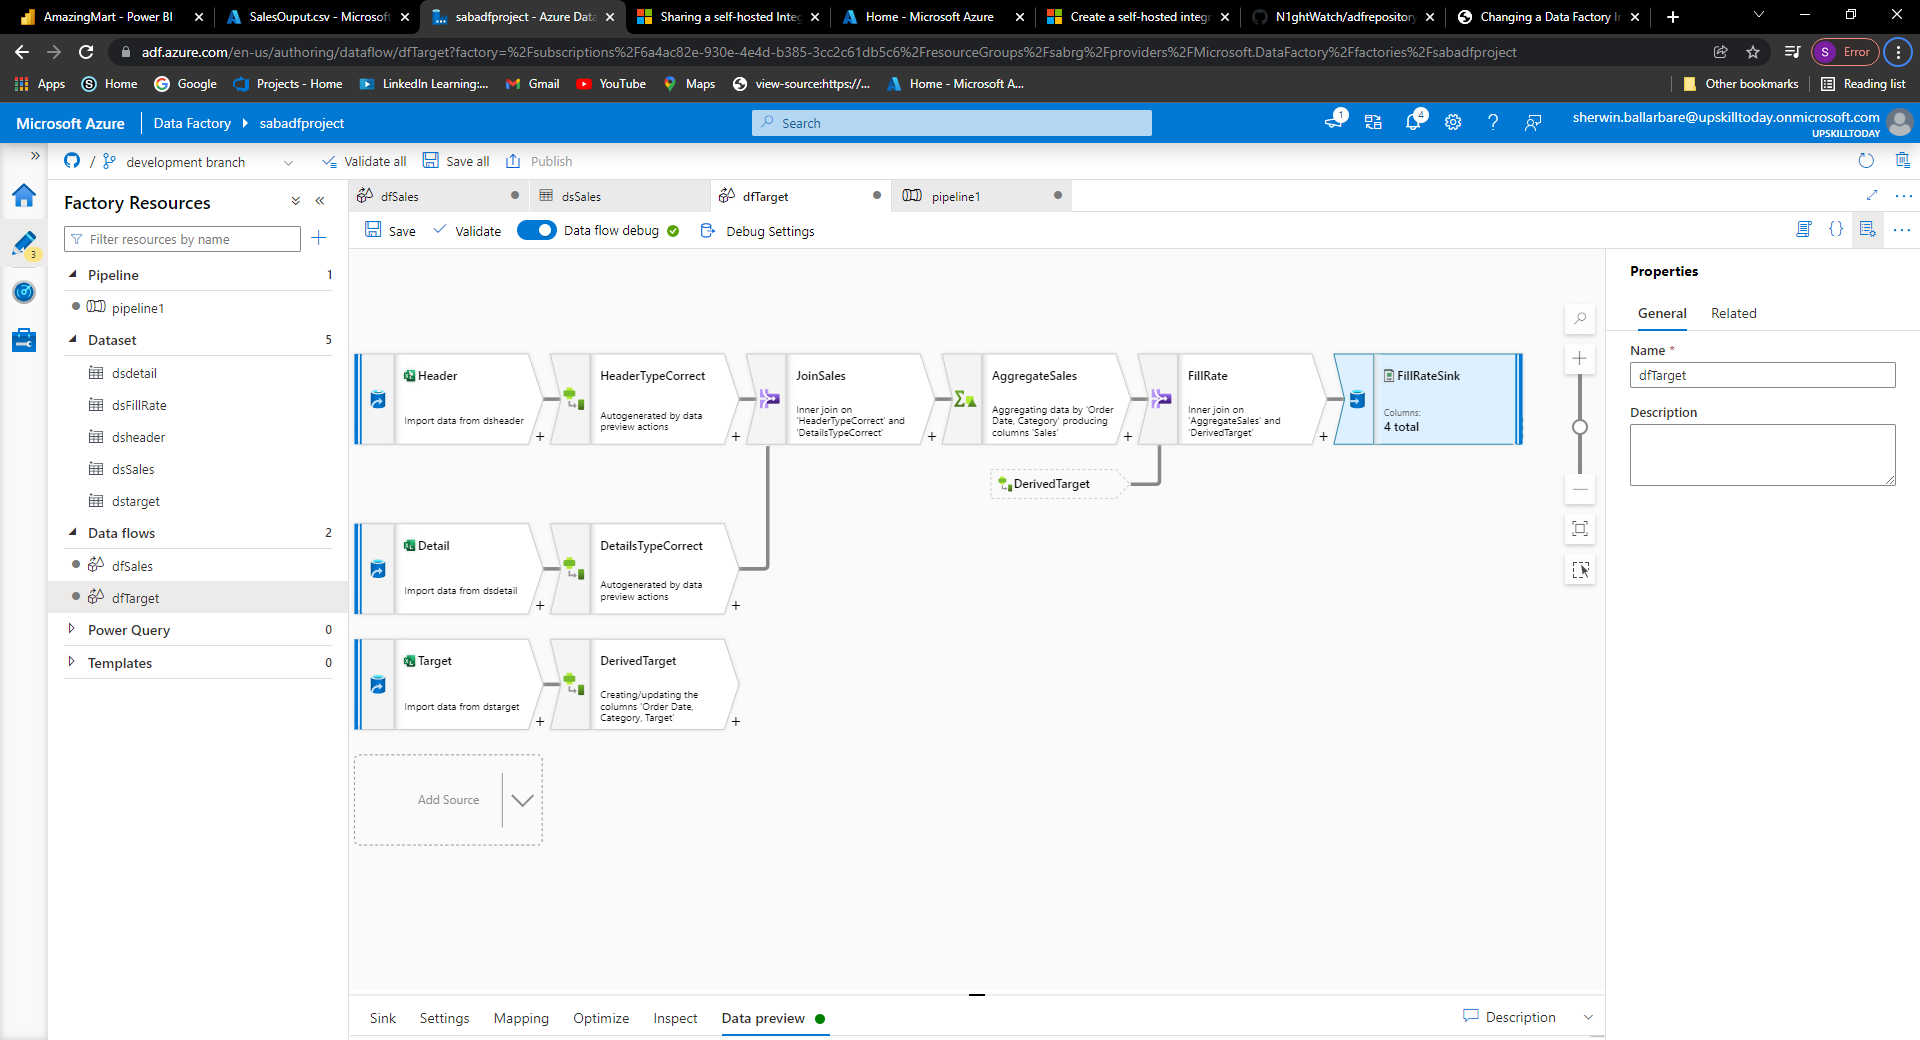 AmazingMart - Power BI
SalesOuput.csv - Microsoft
sabadfproject - Azure Data
Sharing a self-hosted Integ
Home - Microsoft Azure
Create a self-hosted integr
N1ghtWatch/adfrepository
Changing a Data Factory In
adf.azure.com/en-us/authoring/dataflow/dfTarget?factory=%2Fsubscriptions%2F6a4ac82e-930e-4e4d-b385-3cc2c61db5c6%2FresourceGroups%2Fsabrg%2Fproviders%2FMicrosoft.DataFactory%2Ffactories%2Fsabadfproject
S Error
Apps
Home
Google
Projects - Home
LinkedIn Learning:...
Gmail
YouTube
Maps
view-source:https://...
Home - Microsoft A...
Other bookmarks
Reading list
Microsoft Azure
Data Factory
sabadfproject
Search
1
4
sherwin.ballarbare@upskilltoday.onmicrosoft.com
UPSKILLTODAY
/ development branch
Validate all
Save all
Publish
3
Factory Resources
Filter resources by name
Pipeline 1
pipeline1
Dataset 5
dsdetail
dsFillRate
dsheader
dsSales
dstarget
Data flows 2
dfSales
dfTarget
Power Query 0
Templates 0
dfSales
dsSales
dfTarget
pipeline1
Save
Validate
Data flow debug
Debug Settings
Header
Import data from dsheader
HeaderTypeCorrect
Autogenerated by data
preview actions
JoinSales
Inner join on
'HeaderTypeCorrect' and
'DetailsTypeCorrect'
AggregateSales
Aggregating data by 'Order
Date, Category' producing
columns 'Sales'
FillRate
Inner join on
'AggregateSales' and
'DerivedTarget'
FillRateSink
Columns:
4 total
DerivedTarget
Detail
Import data from dsdetail
DetailsTypeCorrect
Autogenerated by data
preview actions
Target
Import data from dstarget
DerivedTarget
Creating/updating the
columns 'Order Date,
Category, Target'
Add Source
Properties
General
Related
Name *
dfTarget
Description
Sink
Settings
Mapping
Optimize
Inspect
Data preview
Description